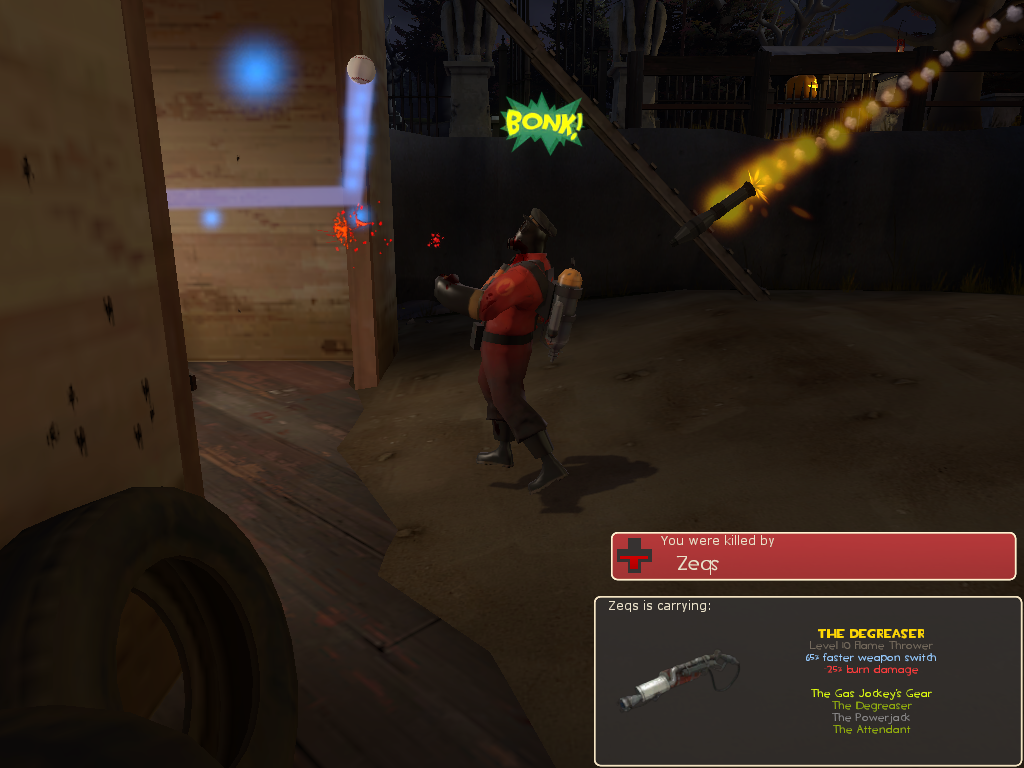 BONK!
You were killed by
Zeqs
Zeqs is carrying:
THE DEGREASER
Level 10 Flame Thrower
65% faster weapon switch
-25% burn damage
The Gas Jockey's Gear
The Degreaser
The Powerjack
The Attendant